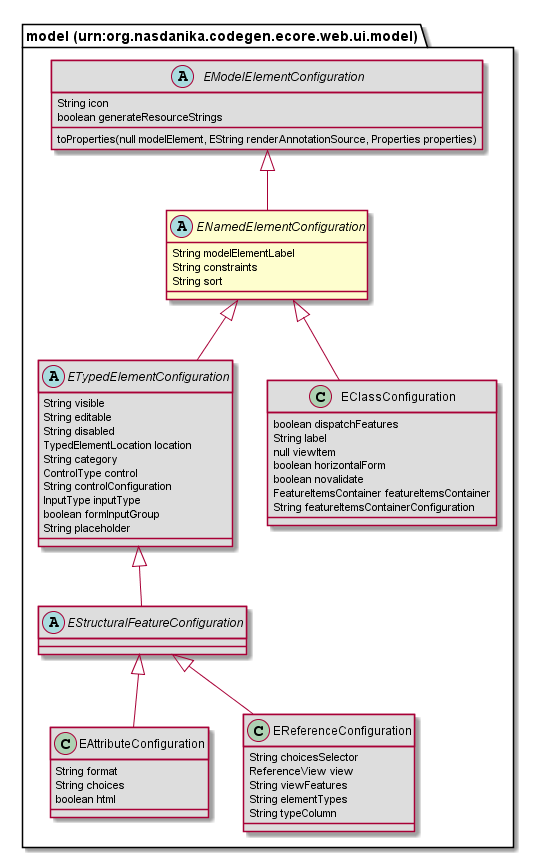 model (urn:org.nasdanika.codegen.ecore.web.ui.model)
A EModelElementConfiguration
String icon
boolean generateResourceStrings
toProperties(null modelElement, EString renderAnnotationSource, Properties properties)
A ENamedElementConfiguration
String modelElementLabel
String constraints
String sort
A ETypedElementConfiguration
String visible
String editable
String disabled
TypedElementLocation location
String category
ControlType control
String controlConfiguration
InputType inputType
boolean formInputGroup
String placeholder
C EClassConfiguration
boolean dispatchFeatures
String label
null viewItem
boolean horizontalForm
boolean novalidate
FeatureItemsContainer featureItemsContainer
String featureItemsContainerConfiguration
A EStructuralFeatureConfiguration
C EAttributeConfiguration
String format
String choices
boolean html
C EReferenceConfiguration
String choicesSelector
ReferenceView view
String viewFeatures
String elementTypes
String typeColumn